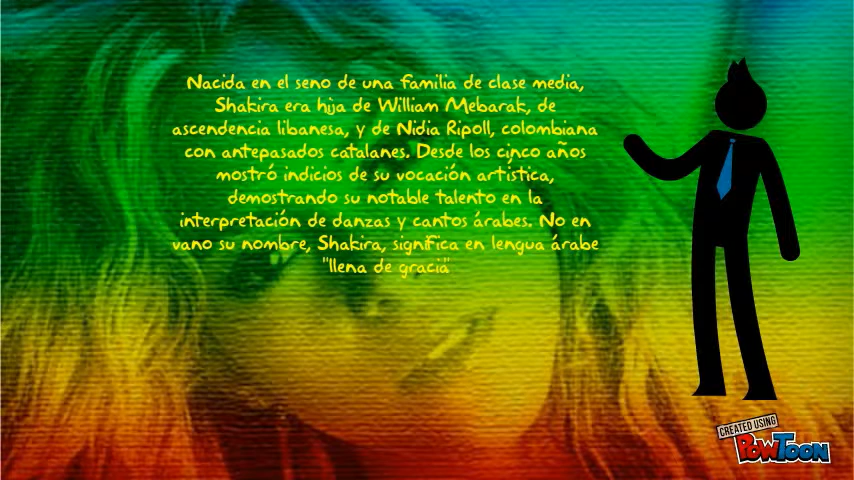 Nacida en el seno de una familia de clase media,
Shakira era hija de William Mebarak, de
ascendencia libanesa, y de Nidia Ripoll, colombiana
con antepasados catalanes. Desde los cinco años
mostró indicios de su vocación artística,
demostrando su notable talento en la
interpretación de danzas y cantos árabes. No en
vano su nombre, Shakira, significa en lengua árabe
"llena de gracia"
CREATED USING
POWTOON